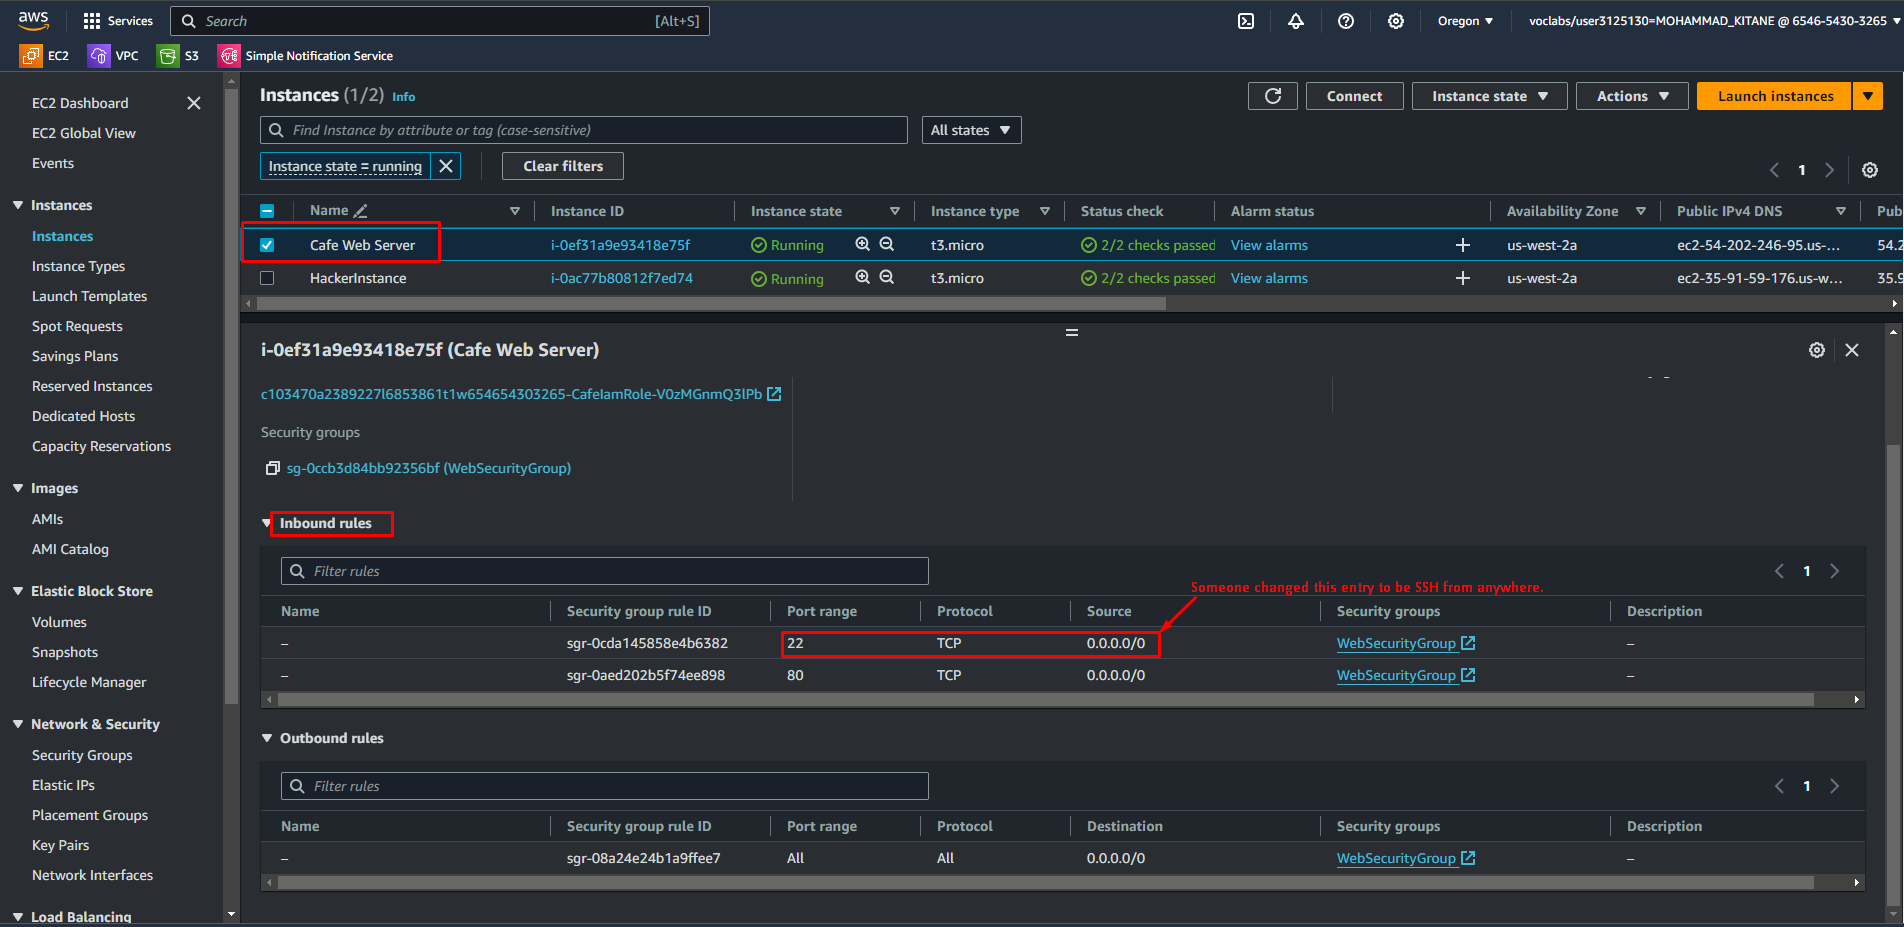 aws Services Search [Alt+S] Oregon voclabs/user3125130=MOHAMMAD_KITANE @ 6546-5430-3265
EC2 VPC S3 Simple Notification Service
EC2 Dashboard
EC2 Global View
Events
Instances
Instances
Instance Types
Launch Templates
Spot Requests
Savings Plans
Reserved Instances
Dedicated Hosts
Capacity Reservations
Images
AMIs
AMI Catalog
Elastic Block Store
Volumes
Snapshots
Lifecycle Manager
Network & Security
Security Groups
Elastic IPs
Placement Groups
Key Pairs
Network Interfaces
Load Balancing
Instances (1/2) Info Connect Instance state Actions Launch instances
Find Instance by attribute or tag (case-sensitive) All states
Instance state = running Clear filters
1
Name Instance ID Instance state Instance type Status check Alarm status Availability Zone Public IPv4 DNS Pub
Cafe Web Server i-0ef31a9e93418e75f Running t3.micro 2/2 checks passed View alarms + us-west-2a ec2-54-202-246-95.us-... 54.2
HackerInstance i-0ac77b80812f7ed74 Running t3.micro 2/2 checks passed View alarms + us-west-2a ec2-35-91-59-176.us-w... 35.9
i-0ef31a9e93418e75f (Cafe Web Server)
c103470a2389227l6853861t1w654654303265-CafeIamRole-V0zMGnmQ3lPb
Security groups
sg-0ccb3d84bb92356bf (WebSecurityGroup)
Inbound rules
Filter rules 1
Someone changed this entry to be SSH from anywhere.
Name Security group rule ID Port range Protocol Source Security groups Description
– sgr-0cda145858e4b6382 22 TCP 0.0.0.0/0 WebSecurityGroup –
– sgr-0aed202b5f74ee898 80 TCP 0.0.0.0/0 WebSecurityGroup –
Outbound rules
Filter rules 1
Name Security group rule ID Port range Protocol Destination Security groups Description
– sgr-08a24e24b1a9ffee7 All All 0.0.0.0/0 WebSecurityGroup –